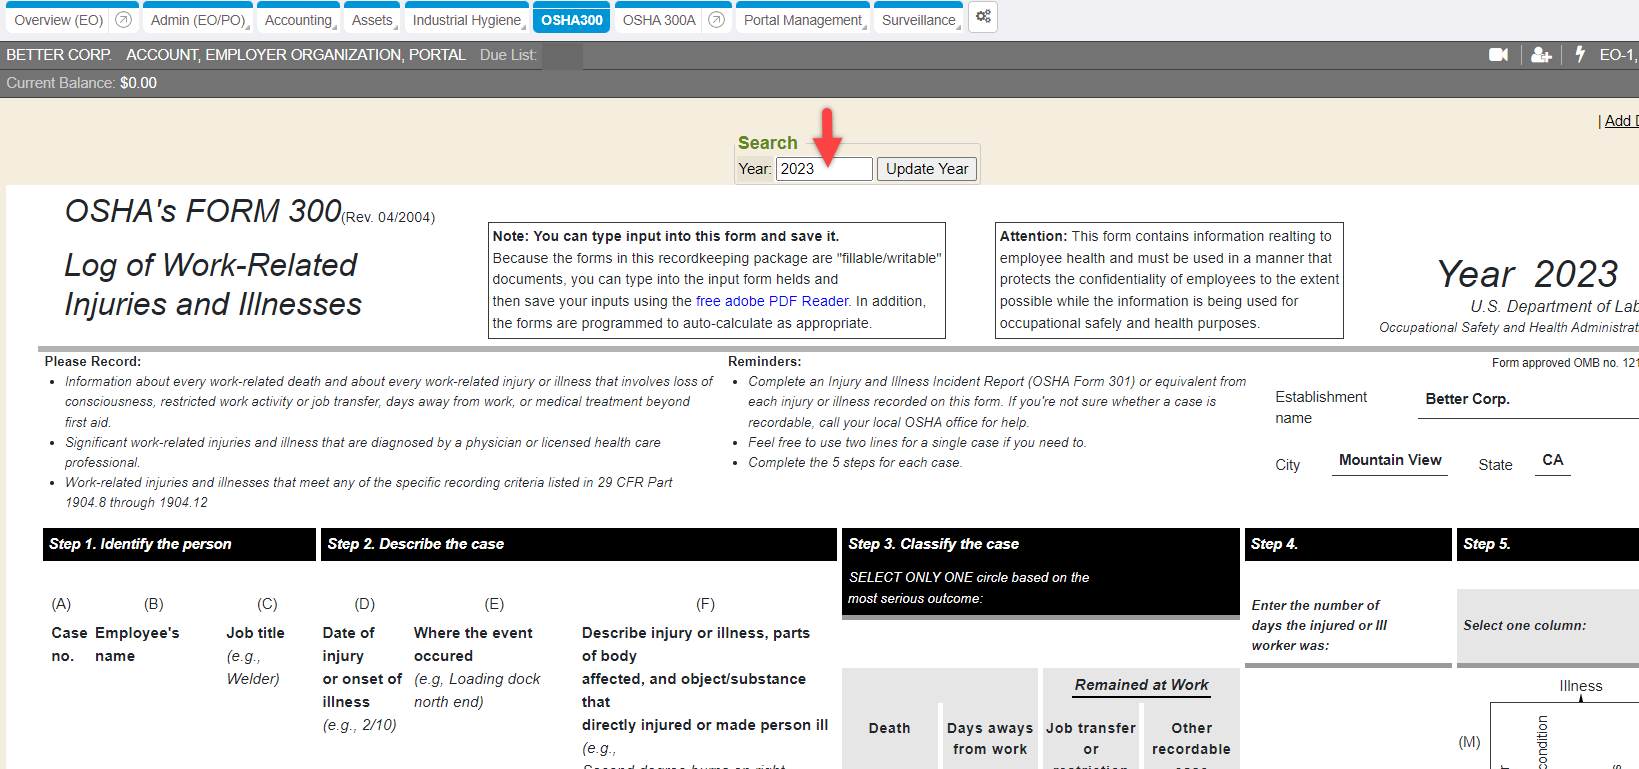 Overview (EO) Admin (EO/PO) Accounting Assets Industrial Hygiene OSHA300 OSHA 300A Portal Management Surveillance
BETTER CORP. ACCOUNT, EMPLOYER ORGANIZATION, PORTAL Due List: EO-1,
Current Balance: $0.00
| Add
Search
Year: 2023 Update Year
OSHA's FORM 300(Rev. 04/2004)
Log of Work-Related
Injuries and Illnesses
Note: You can type input into this form and save it.
Because the forms in this recordkeeping package are "fillable/writable"
documents, you can type into the input form helds and
then save your inputs using the free adobe PDF Reader. In addition,
the forms are programmed to auto-calculate as appropriate.
Attention: This form contains information realting to
employee health and must be used in a manner that
protects the confidentiality of employees to the extent
possible while the information is being used for
occupational safely and health purposes.
Year 2023
U.S. Department of Lab
Occupational Safety and Health Administrat
Please Record:
• Information about every work-related death and about every work-related injury or illness that involves loss of
consciousness, restricted work activity or job transfer, days away from work, or medical treatment beyond
first aid.
• Significant work-related injuries and illness that are diagnosed by a physician or licensed health care
professional.
• Work-related injuries and illnesses that meet any of the specific recording criteria listed in 29 CFR Part
1904.8 through 1904.12
Reminders:
• Complete an Injury and Illness Incident Report (OSHA Form 301) or equivalent from
each injury or illness recorded on this form. If you're not sure whether a case is
recordable, call your local OSHA office for help.
• Feel free to use two lines for a single case if you need to.
• Complete the 5 steps for each case.
Form approved OMB no. 121
Establishment
name
Better Corp.
City Mountain View State CA
Step 1. Identify the person
Step 2. Describe the case
Step 3. Classify the case
SELECT ONLY ONE circle based on the
most serious outcome:
Step 4.
Step 5.
(A) (B) (C) (D) (E) (F)
Case
no.
Employee's
name
Job title
(e.g.,
Welder)
Date of
injury
or onset of
illness
(e.g., 2/10)
Where the event
occured
(e.g, Loading dock
north end)
Describe injury or illness, parts
of body
affected, and object/substance
that
directly injured or made person ill
(e.g.,
Enter the number of
days the injured or Ill
worker was:
Select one column:
Remained at Work
Death
Days aways
from work
Job transfer
or
Other
recordable
Illness
(M)
condition